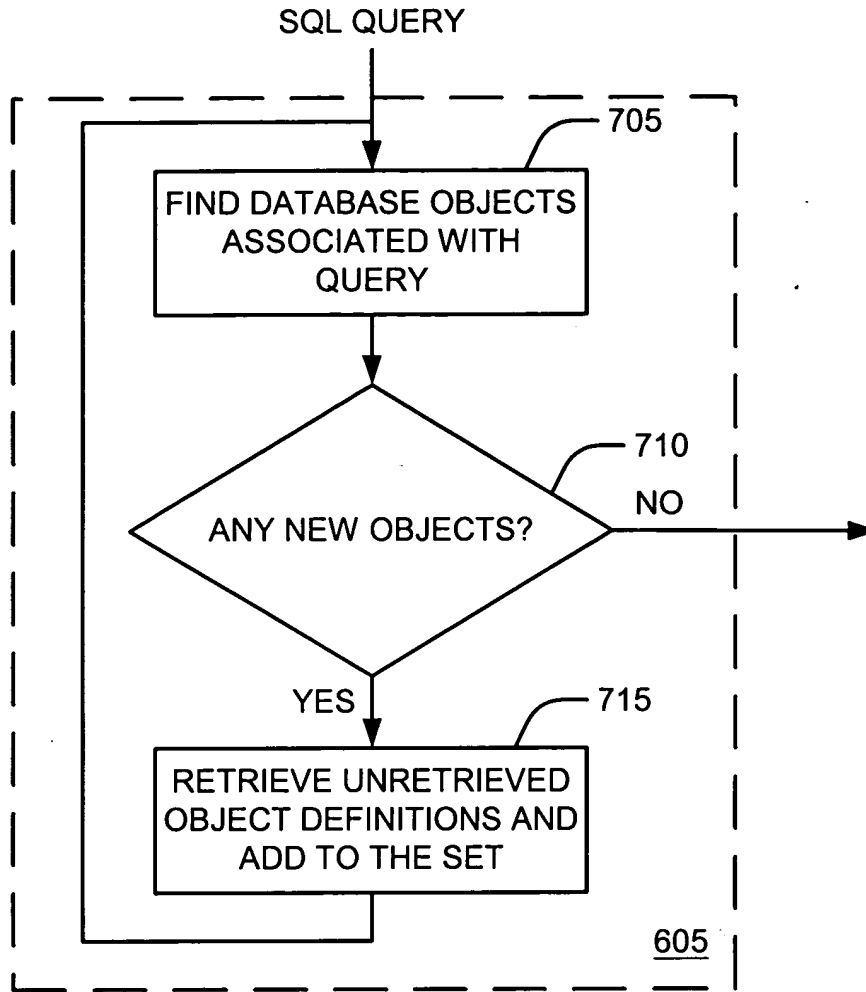 SQL QUERY
705
FIND DATABASE OBJECTS
ASSOCIATED WITH
QUERY
710
ANY NEW OBJECTS?
NO
YES
715
RETRIEVE UNRETRIEVED
OBJECT DEFINITIONS AND
ADD TO THE SET
605